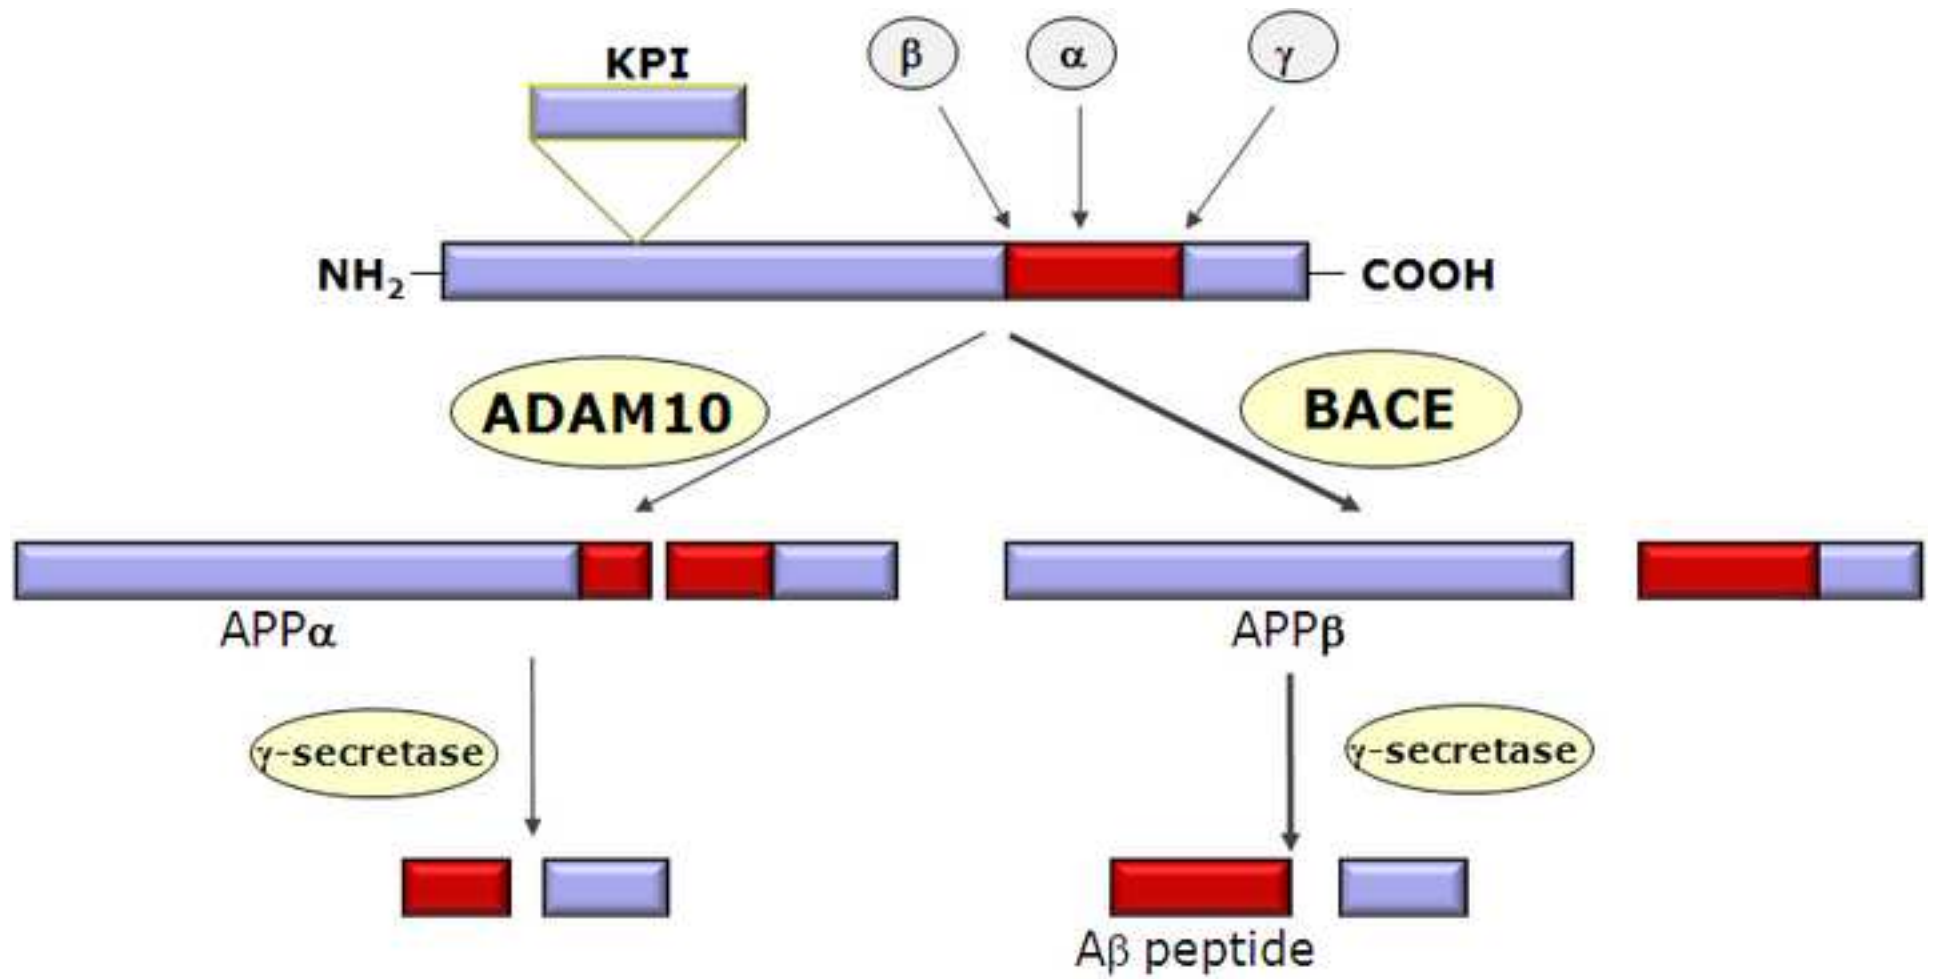 KPI
β
α
γ
NH₂
COOH
ADAM10
BACE
APPα
APPβ
γ-secretase
γ-secretase
Aβ peptide